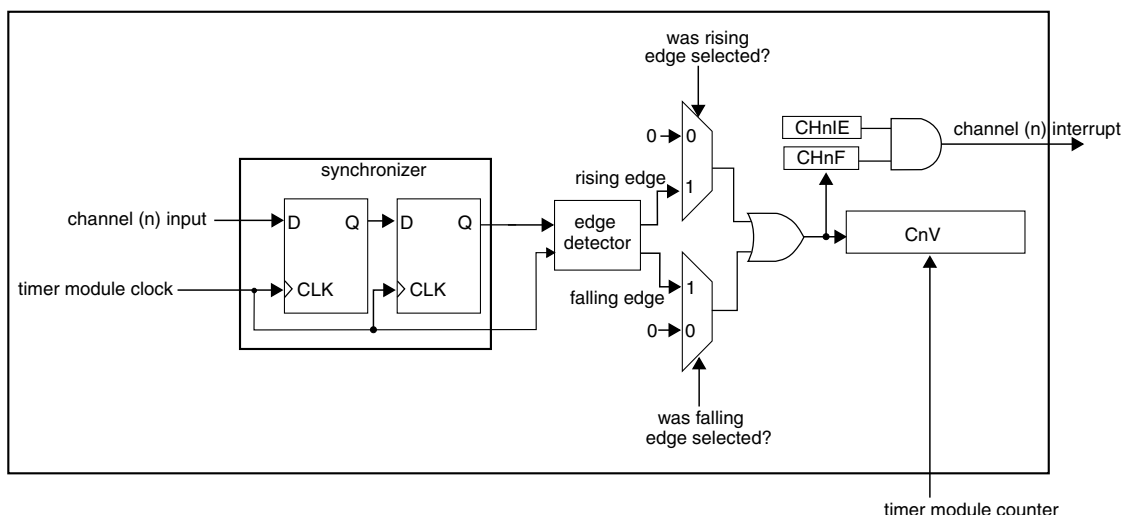 was rising
edge selected?
0
0
CHnIE
channel (n) interrupt
CHnF
synchronizer
rising edge
1
channel (n) input
D
Q
D
Q
edge
detector
CnV
timer module clock
CLK
CLK
falling edge
1
0
0
was falling
edge selected?
timer module counter